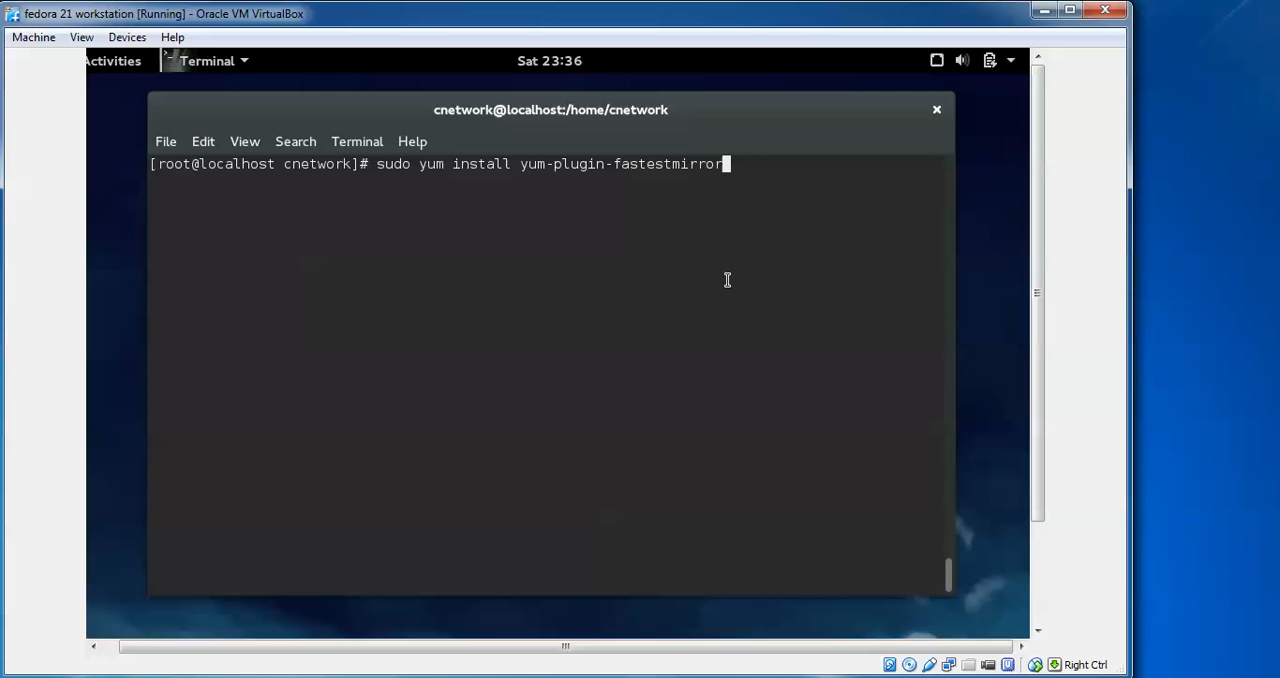 fedora 21 workstation [Running] - Oracle VM VirtualBox
Machine View Devices Help
Activities Terminal Sat 23:36
cnetwork@localhost:/home/cnetwork
File Edit View Search Terminal Help
[root@localhost cnetwork]# sudo yum install yum-plugin-fastestmirror
Right Ctrl